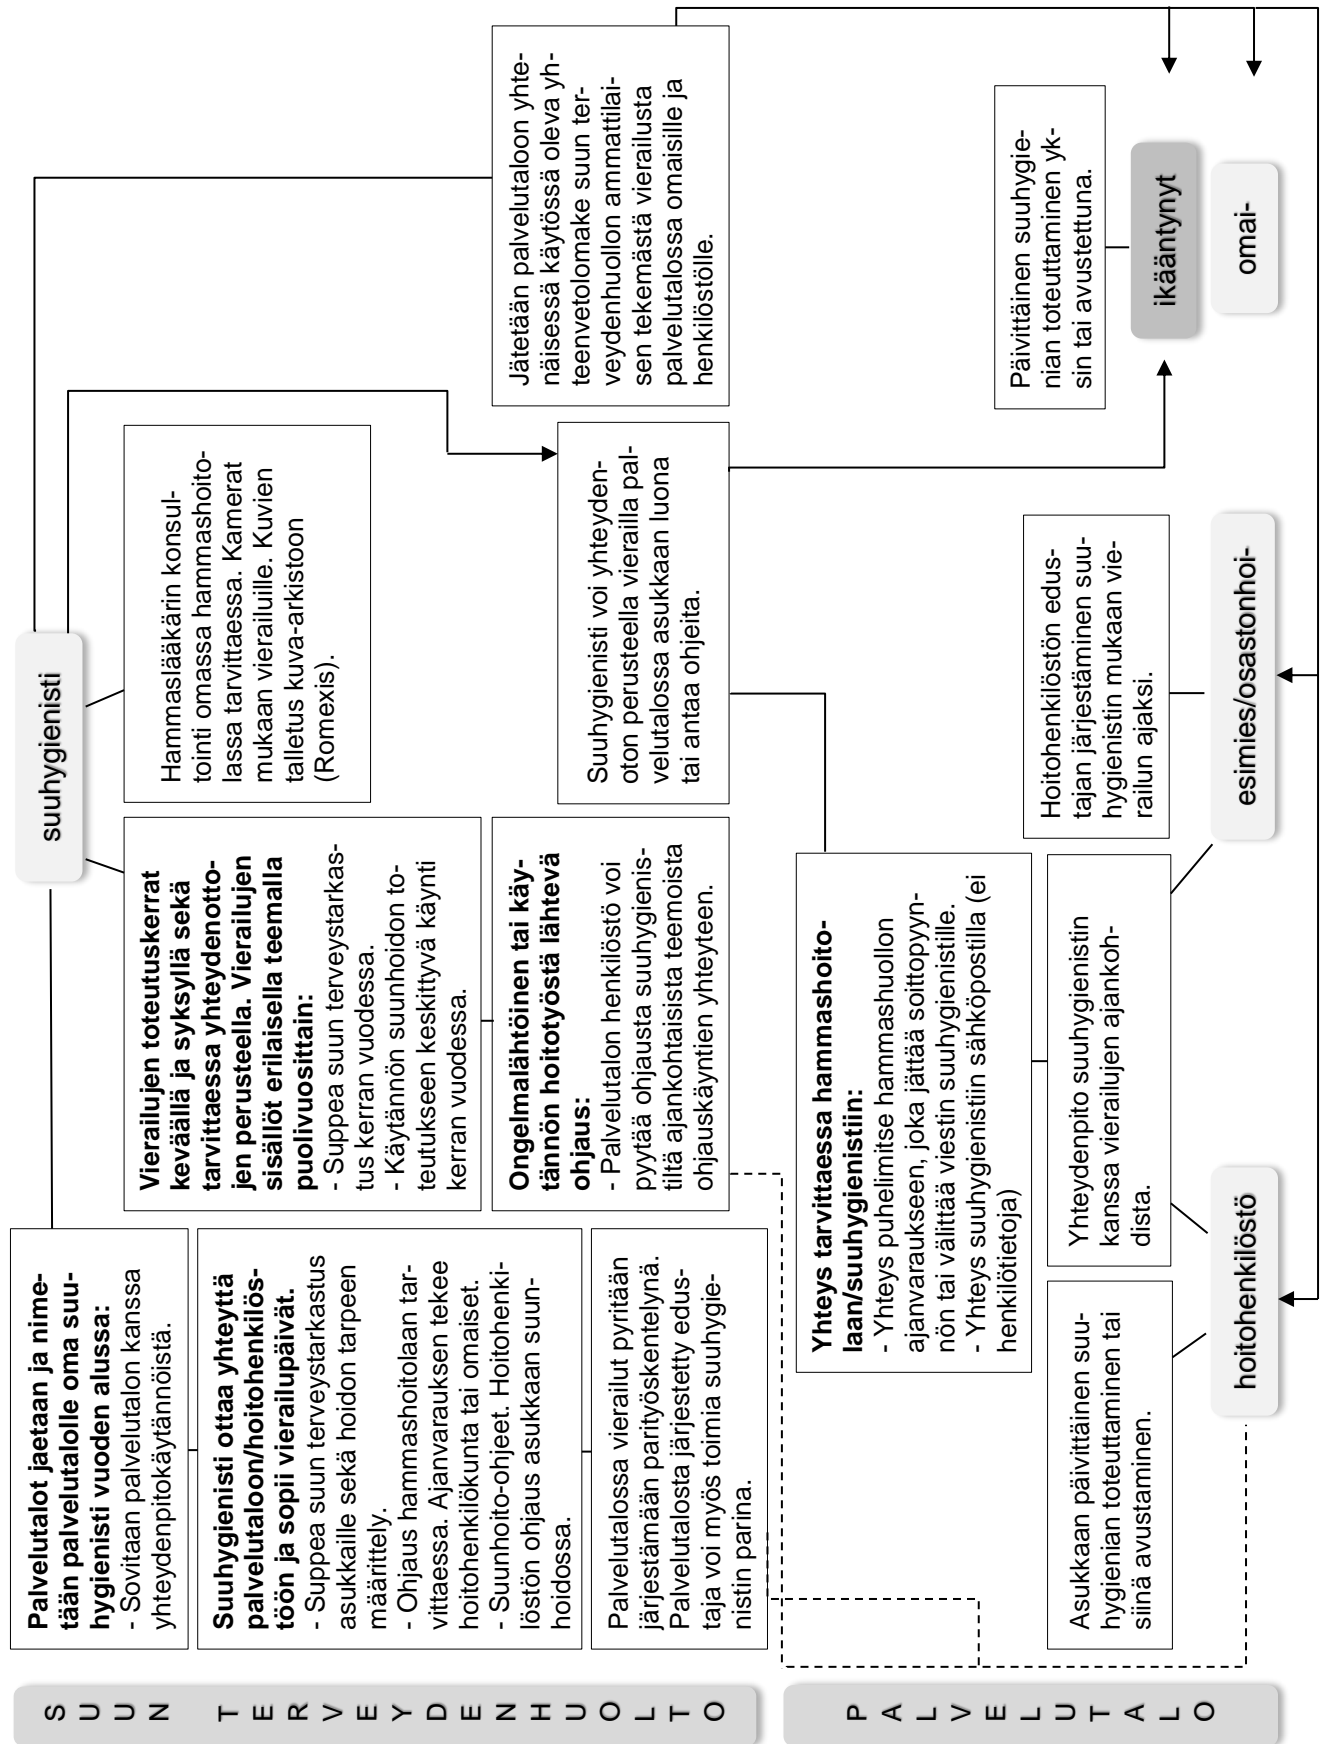 SUUN TERVEYDENHUOLTO
suuhygienisti
Palvelutalot jaetaan ja nime-
tään palvelutalolle oma suu-
hygienisti vuoden alussa:
- Sovitaan palvelutalon kanssa
yhteydenpitokäytännöistä.
Suuhygienisti ottaa yhteyttä
palvelutaloon/hoitohenkilös-
töön ja sopii vierailupäivät.
- Suppea suun terveystarkastus
asukkaille sekä hoidon tarpeen
määrittely.
- Ohjaus hammashoitolaan tar-
vittaessa. Ajanvarauksen tekee
hoitohenkilökunta tai omaiset.
- Suunhoito-ohjeet. Hoitohenki-
löstön ohjaus asukkaan suun-
hoidossa.
Palvelutalossa vierailut pyritään
järjestämään parityöskentelynä.
Palvelutalosta järjestetty edus-
taja voi myös toimia suuhygie-
nistin parina.
Vierailujen toteutuskerrat
keväällä ja syksyllä sekä
tarvittaessa yhteydenotto-
jen perusteella. Vierailujen
sisällöt erilaisella teemalla
puolivuosittain:
- Suppea suun terveystarkas-
tus kerran vuodessa.
- Käytännön suunhoidon to-
teutukseen keskittyvä käynti
kerran vuodessa.
Ongelmalähtöinen tai käy-
tännön hoitotyöstä lähtevä
ohjaus:
- Palvelutalon henkilöstö voi
pyytää ohjausta suuhygienis-
tiltä ajankohtaisista teemoista
ohjauskäyntien yhteyteen.
Hammaslääkärin konsul-
tointi omassa hammashoito-
lassa tarvittaessa. Kamerat
mukaan vierailuille. Kuvien
talletus kuva-arkistoon
(Romexis).
Suuhygienisti voi yhteyden-
oton perusteella vierailla pal-
velutalossa asukkaan luona
tai antaa ohjeita.
Jätetään palvelutaloon yhte-
näisessä käytössä oleva yh-
teenvetolomake suun ter-
veydenhuollon ammattilai-
sen tekemästä vierailusta
palvelutalossa omaisille ja
henkilöstölle.
PALVELUTALO
Yhteys tarvittaessa hammashoito-
laan/suuhygienistiin:
- Yhteys puhelimitse hammashuollon
ajanvaraukseen, joka jättää soittopyyn-
nön tai välittää viestin suuhygienistille.
- Yhteys suuhygienistiin sähköpostilla (ei
henkilötietoja)
Asukkaan päivittäinen suu-
hygienian toteuttaminen tai
siinä avustaminen.
Yhteydenpito suuhygienistin
kanssa vierailujen ajankoh-
dista.
Hoitohenkilöstön edus-
tajan järjestäminen suu-
hygienistin mukaan vie-
railun ajaksi.
Päivittäinen suuhygie-
nian toteuttaminen yk-
sin tai avustettuna.
hoitohenkilöstö
esimies/osastonhoi-
ikääntynyt
omai-